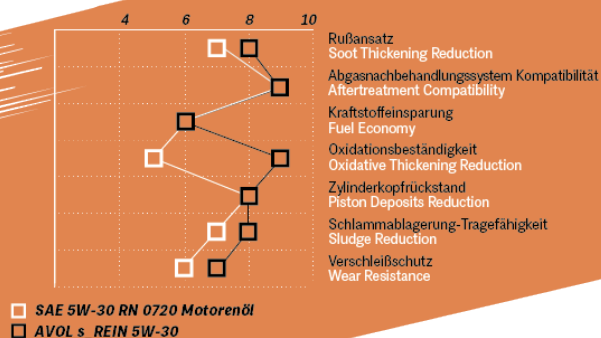 4 6 8 10
Rußansatz
Soot Thickening Reduction
Abgasnachbehandlungssystem Kompatibilität
Aftertreatment Compatibility
Kraftstoffeinsparung
Fuel Economy
Oxidationsbeständigkeit
Oxidative Thickening Reduction
Zylinderkopfrückstand
Piston Deposits Reduction
Schlammablagerung-Tragefähigkeit
Sludge Reduction
Verschleißschutz
Wear Resistance
SAE 5W-30 RN 0720 Motorenöl
AVOL s REIN 5W-30